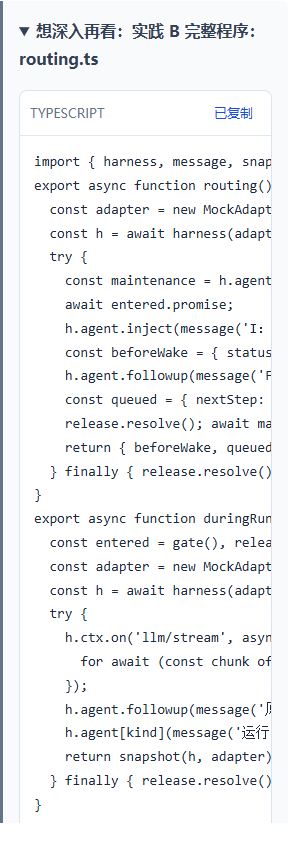 ▼ 想深入再看：实践 B 完整程序：
routing.ts
TYPESCRIPT 已复制
import { harness, message, snap
export async function routing()
const adapter = new MockAdapt
const h = await harness(adapt
try {
const maintenance = h.agent
await entered.promise;
h.agent.inject(message('I:
const beforeWake = { status
h.agent.followup(message('F
const queued = { nextStep:
release.resolve(); await ma
return { beforeWake, queued
} finally { release.resolve()
}
export async function duringRun
const entered = gate(), relea
const adapter = new MockAdapt
const h = await harness(adapt
try {
h.ctx.on('llm/stream', asyn
for await (const chunk of
});
h.agent.followup(message('原
h.agent[kind](message('运行
return snapshot(h, adapter)
} finally { release.resolve()
}